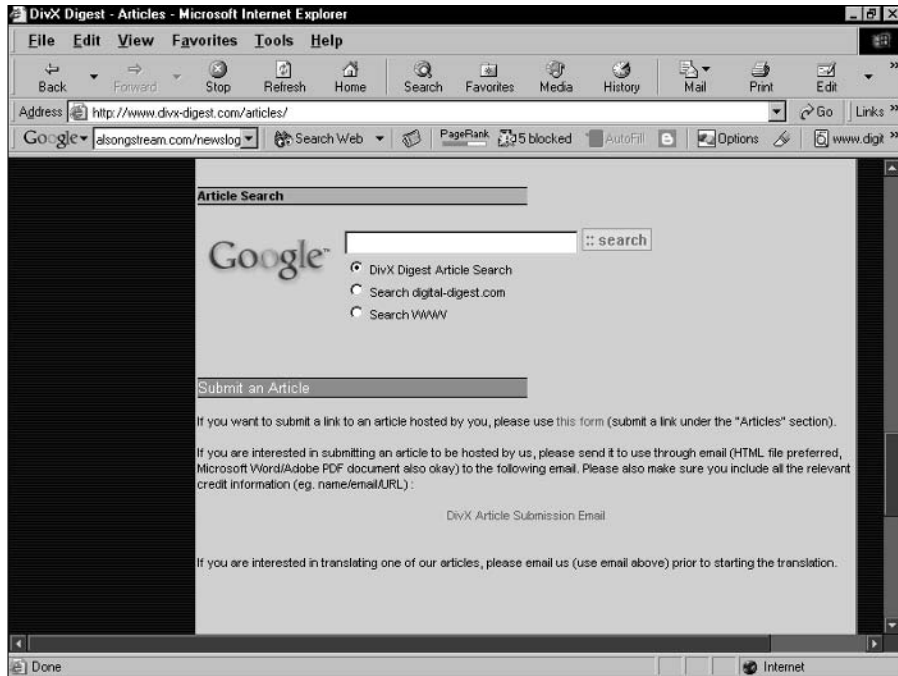 DivX Digest - Articles - Microsoft Internet Explorer
File Edit View Favorites Tools Help
Back Forward Stop Refresh Home Search Favorites Media History Mail Print Edit »
Address http://www.divx-digest.com/articles/ Go Links »
Google alsongstream.com/newslog Search Web PageRank 15 blocked AutoFill Options www.digit »
Article Search
Google™ :: search
DivX Digest Article Search
Search digital-digest.com
Search WWW
Submit an Article
If you want to submit a link to an article hosted by you, please use this form (submit a link under the "Articles" section).
If you are interested in submitting an article to be hosted by us, please send it to use through email (HTML file preferred,
Microsoft Word/Adobe PDF document also okay) to the following email. Please also make sure you include all the relevant
credit information (eg. name/email/URL) :
DivX Article Submission Email
If you are interested in translating one of our articles, please email us (use email above) prior to starting the translation.
Done Internet